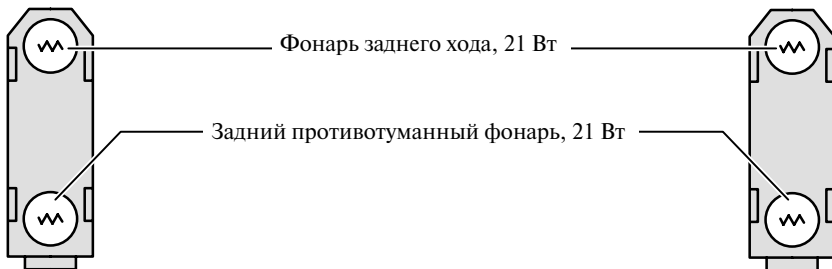 Фонарь заднего хода, 21 Вт
Задний противотуманный фонарь, 21 Вт